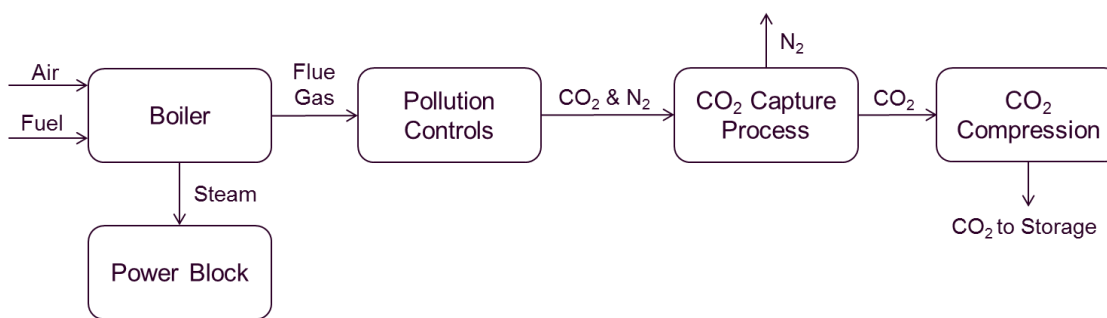 Air
Fuel
Boiler
Steam
Power Block
Flue
Gas
Pollution
Controls
CO₂ & N₂
N₂
CO₂ Capture
Process
CO₂
CO₂
Compression
CO₂ to Storage